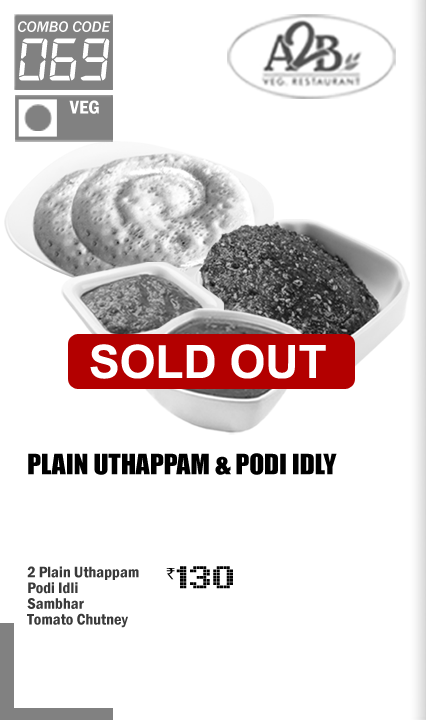 COMBO CODE
069
VEG
A2B
VEG. RESTAURANT
SOLD OUT
PLAIN UTHAPPAM & PODI IDLY
2 Plain Uthappam
Podi Idli
Sambhar
Tomato Chutney
₹130